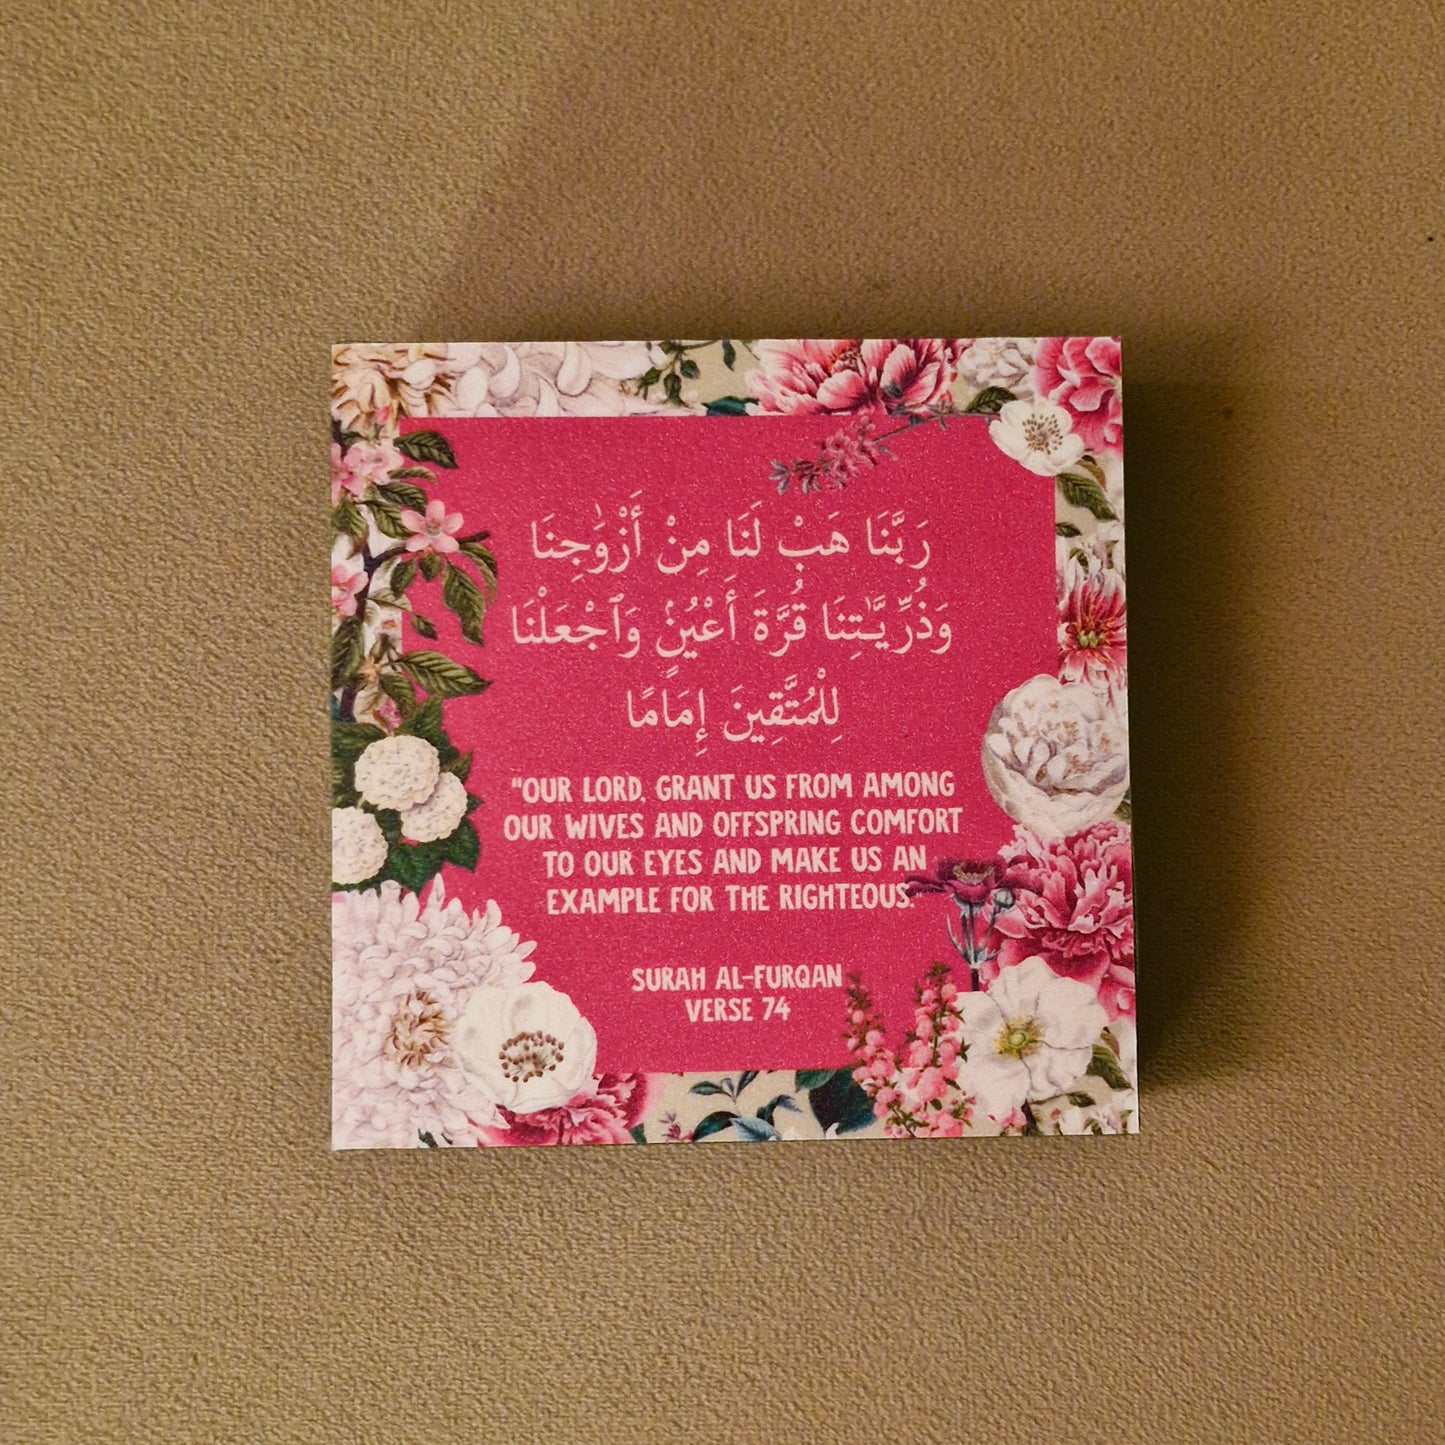 رَبَّنَا هَبْ لَنَا مِنْ أَزْوَٰجِنَا
وَذُرِّيَّـٰتِنَا قُرَّةَ أَعْيُنٍۢ وَٱجْعَلْنَا
لِلْمُتَّقِينَ إِمَامًا
"OUR LORD, GRANT US FROM AMONG
OUR WIVES AND OFFSPRING COMFORT
TO OUR EYES AND MAKE US AN
EXAMPLE FOR THE RIGHTEOUS."
SURAH AL-FURQAN
VERSE 74